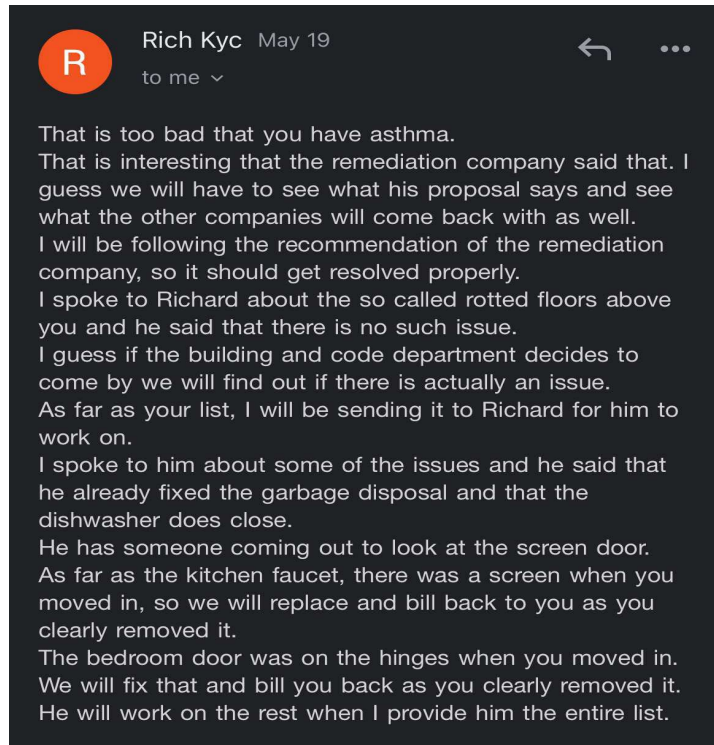 R
Rich Kyc May 19
to me
That is too bad that you have asthma.
That is interesting that the remediation company said that. I
guess we will have to see what his proposal says and see
what the other companies will come back with as well.
I will be following the recommendation of the remediation
company, so it should get resolved properly.
I spoke to Richard about the so called rotted floors above
you and he said that there is no such issue.
I guess if the building and code department decides to
come by we will find out if there is actually an issue.
As far as your list, I will be sending it to Richard for him to
work on.
I spoke to him about some of the issues and he said that
he already fixed the garbage disposal and that the
dishwasher does close.
He has someone coming out to look at the screen door.
As far as the kitchen faucet, there was a screen when you
moved in, so we will replace and bill back to you as you
clearly removed it.
The bedroom door was on the hinges when you moved in.
We will fix that and bill you back as you clearly removed it.
He will work on the rest when I provide him the entire list.